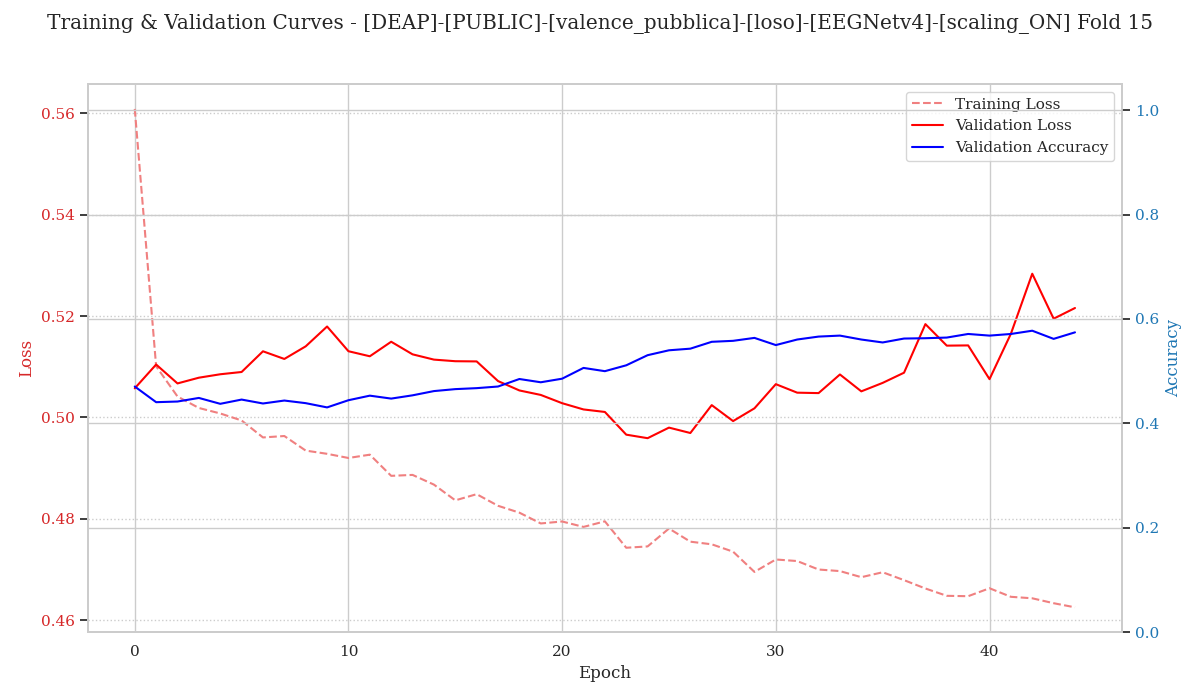 Training & Validation Curves - [DEAP]-[PUBLIC]-[valence_pubblica]-[loso]-[EEGNetv4]-[scaling_ON] Fold 15
Training Loss
Validation Loss
Validation Accuracy
Loss
0.56
0.54
0.52
0.50
0.48
0.46
1.0
0.8
0.6
0.4
0.2
0.0
Accuracy
0
10
20
30
40
Epoch